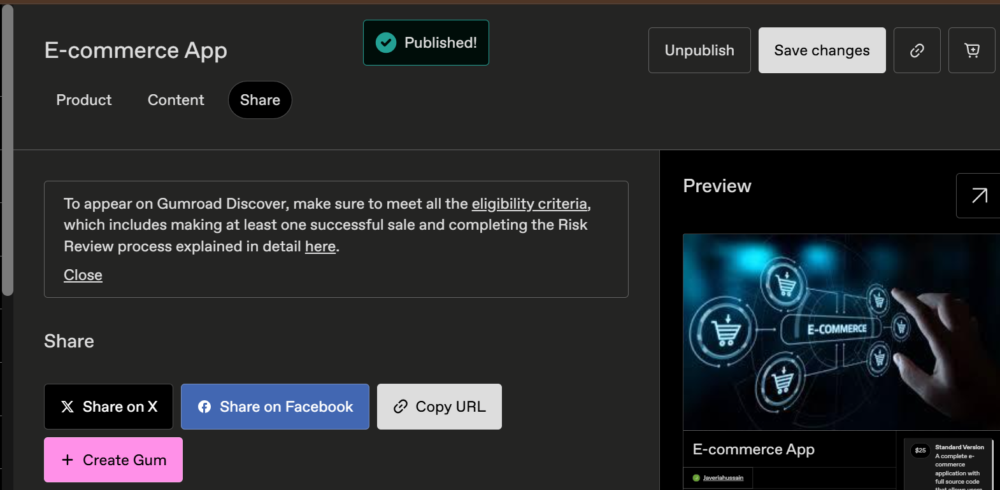 E-commerce App
Published!
Unpublish
Save changes
Product
Content
Share
To appear on Gumroad Discover, make sure to meet all the eligibility criteria,
which includes making at least one successful sale and completing the Risk
Review process explained in detail here.
Close
Share
Share on X
Share on Facebook
Copy URL
Create Gum
Preview
E-COMMERCE
E-commerce App
J
Javeriahussain
$25
Standard Version
A complete e-
commerce
application with
full source code
that allows users